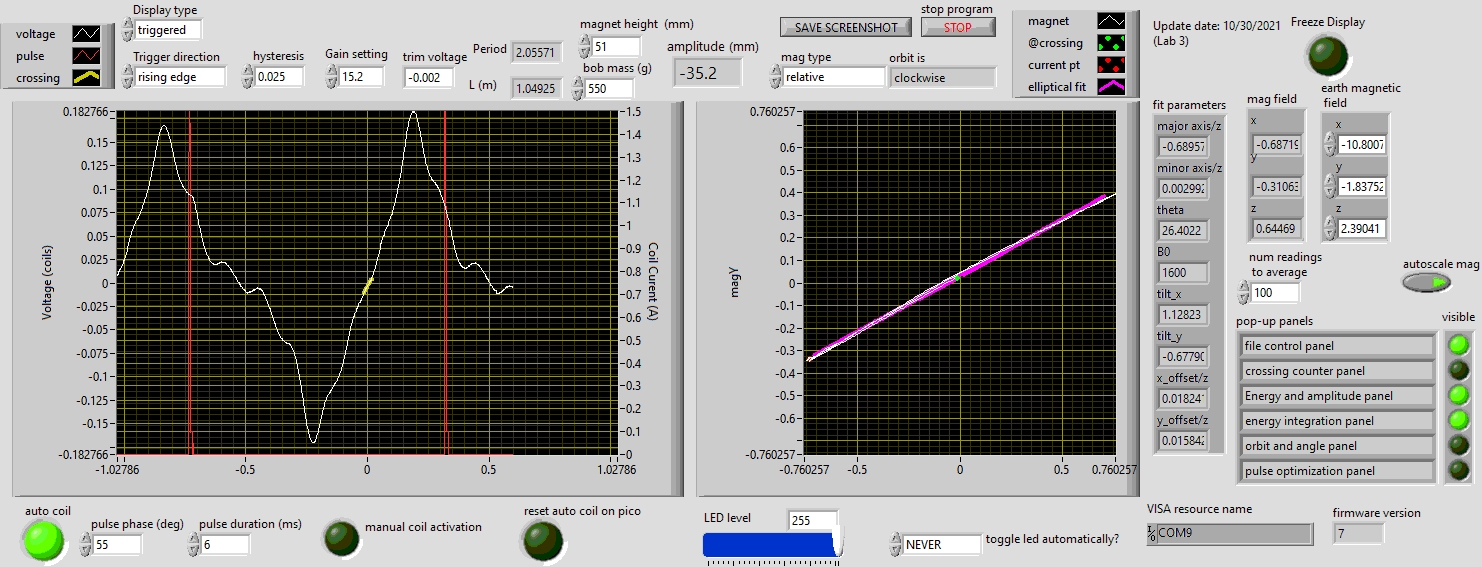 voltage
pulse
crossing
Display type
triggered
Trigger direction
rising edge
hysteresis
0.025
Gain setting
15.2
trim voltage
-0.002
Period
2.05571
L (m)
1.04925
magnet height (mm)
51
bob mass (g)
550
amplitude (mm)
-35.2
SAVE SCREENSHOT
stop program
STOP
mag type
relative
orbit is
clockwise
magnet
@crossing
current pt
elliptical fit
Update date: 10/30/2021
(Lab 3)
Freeze Display
Voltage (coils)
0.182766
0.15
0.125
0.1
0.075
0.05
0.025
0
-0.025
-0.05
-0.075
-0.1
-0.125
-0.15
-0.182766
-1.02786
-0.5
0
0.5
1.02786
1.5
1.4
1.3
1.2
1.1
1
0.9
0.8
0.7
0.6
0.5
0.4
0.3
0.2
0.1
0
Coil Current (A)
magy
0.760257
0.6
0.5
0.4
0.3
0.2
0.1
0
-0.1
-0.2
-0.3
-0.4
-0.5
-0.6
-0.760257
-0.760257
-0.5
0
0.5
0.760257
fit parameters
major axis/z
-0.68957
minor axis/z
0.002992
theta
26.4022
B0
1600
tilt_x
1.12823
tilt_y
-0.67790
x_offset/z
0.01824
y_offset/z
0.015842
mag field
x
-0.68719
y
-0.31063
z
0.64469
earth magnetic
field
x
-10.8007
y
-1.83752
z
2.39041
num readings
to average
100
autoscale mag
pop-up panels
visible
file control panel
crossing counter panel
Energy and amplitude panel
energy integration panel
orbit and angle panel
pulse optimization panel
auto coil
pulse phase (deg)
55
pulse duration (ms)
6
manual coil activation
reset auto coil on pico
LED level
255
NEVER
toggle led automatically?
VISA resource name
COM9
firmware version
7